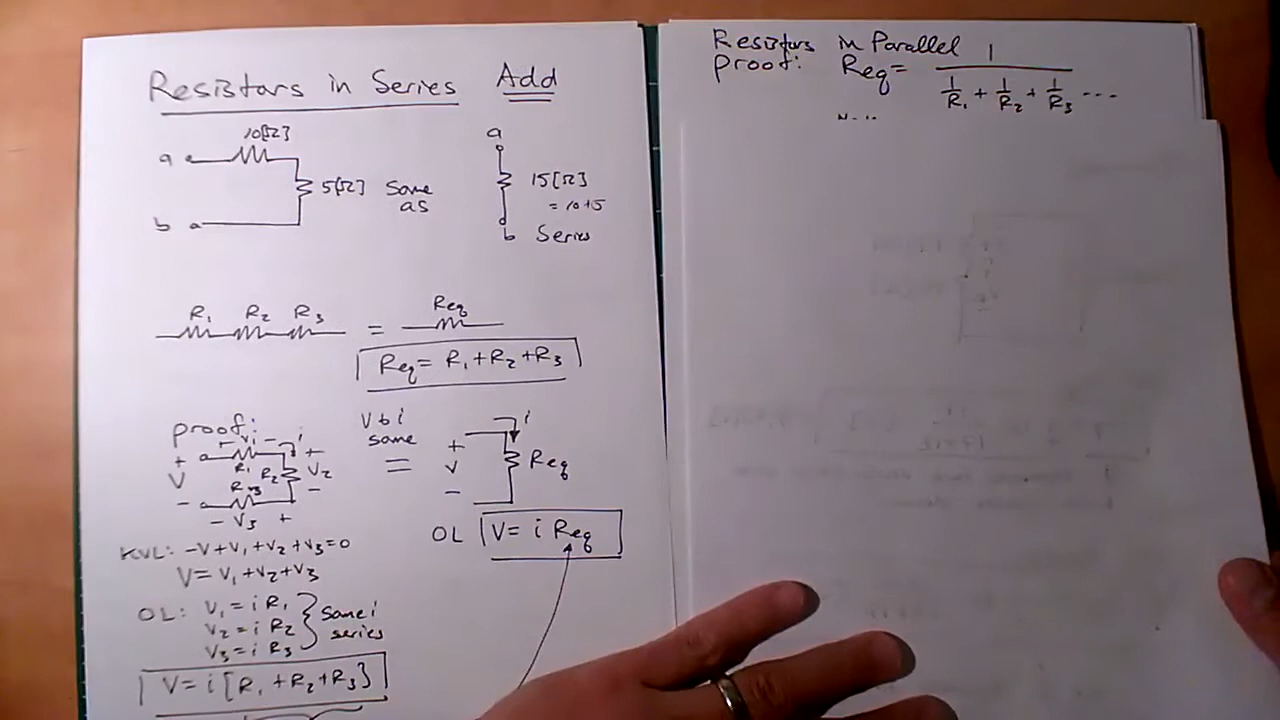 Resistors in Series Add
10[Ω]
a
5[Ω]
b
Same
as
a
15[Ω]
= 10+5
b Series
R1 R2 R3
=
Req
Req = R1 + R2 + R3
proof:
+ V1 - i
+ V -
R1
R2
+ V2 -
R3
- V3 +
V & i
same
=
i
+ V -
Req
OL V = i Req
KVL: -V + V1 + V2 + V3 = 0
V = V1 + V2 + V3
OL: V1 = i R1
V2 = i R2
V3 = i R3
Same i
series
V = i [R1 + R2 + R3]
Resistors in Parallel
proof: Req = 1 / (1/R1 + 1/R2 + 1/R3 ...